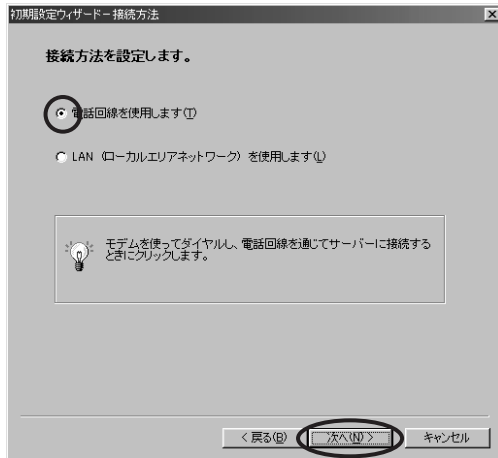 初期設定ウィザード－接続方法
接続方法を設定します。
電話回線を使用します(T)
LAN（ローカルエリアネットワーク）を使用します(L)
モデムを使ってダイヤルし、電話回線を通じてサーバーに接続する
ときにクリックします。
< 戻る(B) 次へ(N) > キャンセル